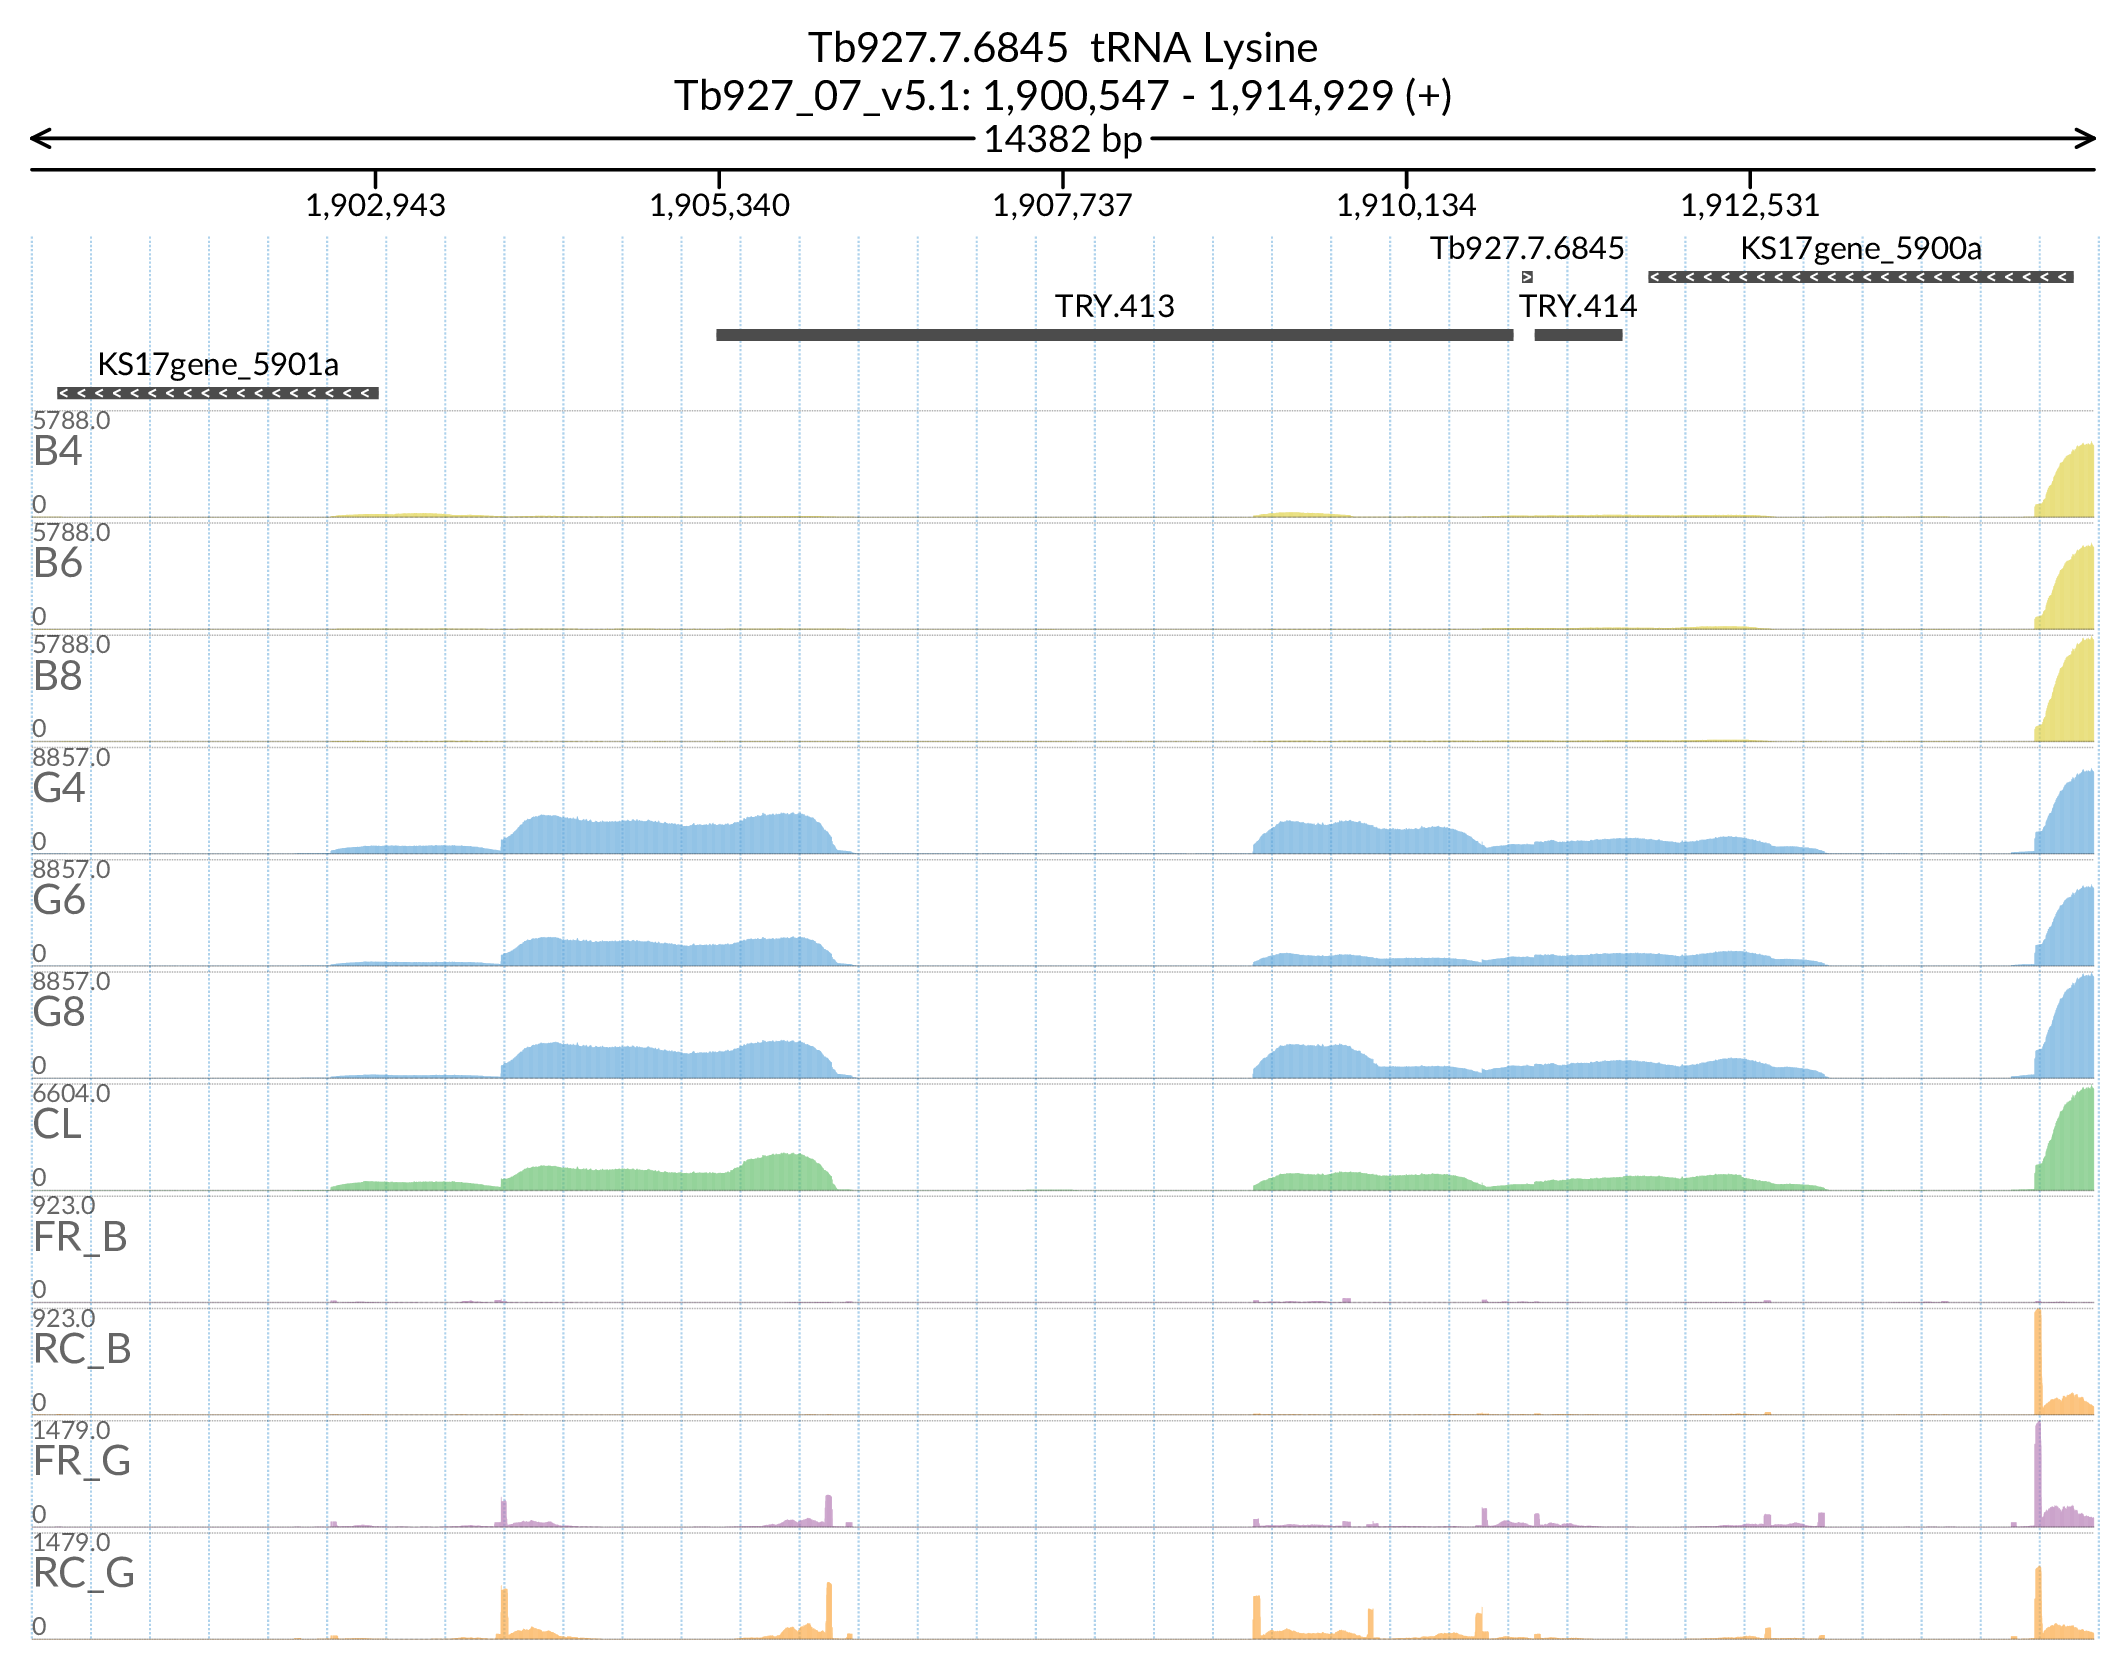 Tb927.7.6845 tRNA Lysine
Tb927_07_v5.1: 1,900,547 - 1,914,929 (+)
14382 bp
1,902,943 1,905,340 1,907,737 1,910,134 1,912,531
Tb927.7.6845 KS17gene_5900a
TRY.413 TRY.414
KS17gene_5901a
5788.0
B4
0
5788.0
B6
0
5788.0
B8
0
8857.0
G4
0
8857.0
G6
0
8857.0
G8
0
6604.0
CL
0
923.0
FR_B
0
923.0
RC_B
0
1479.0
FR_G
0
1479.0
RC_G
0